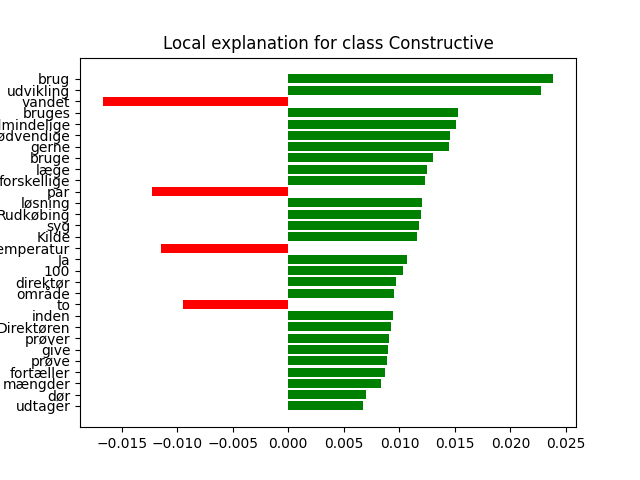 Local explanation for class Constructive
brug
udvikling
vandet
bruges
lmindelige
ødvendige
gerne
bruge
læge
forskellige
par
løsning
Rudkøbing
syg
Kilde
emperatur
Ja
100
direktør
område
to
inden
Direktøren
prøver
give
prøve
fortæller
mængder
dør
udtager
−0.015 −0.010 −0.005 0.000 0.005 0.010 0.015 0.020 0.025